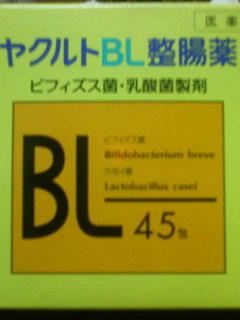 医薬
ヤクルトBL整腸薬
ビフィズス菌・乳酸菌製剤
ビフィズス菌
Bifidobacterium breve
カゼイ菌
Lactobacillus casei
BL
45包